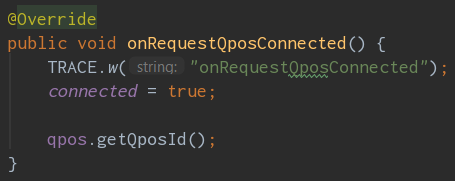 @Override
public void onRequestQposConnected() {
TRACE.w( string: "onRequestQposConnected");
connected = true;
qpos.getQposId();
}